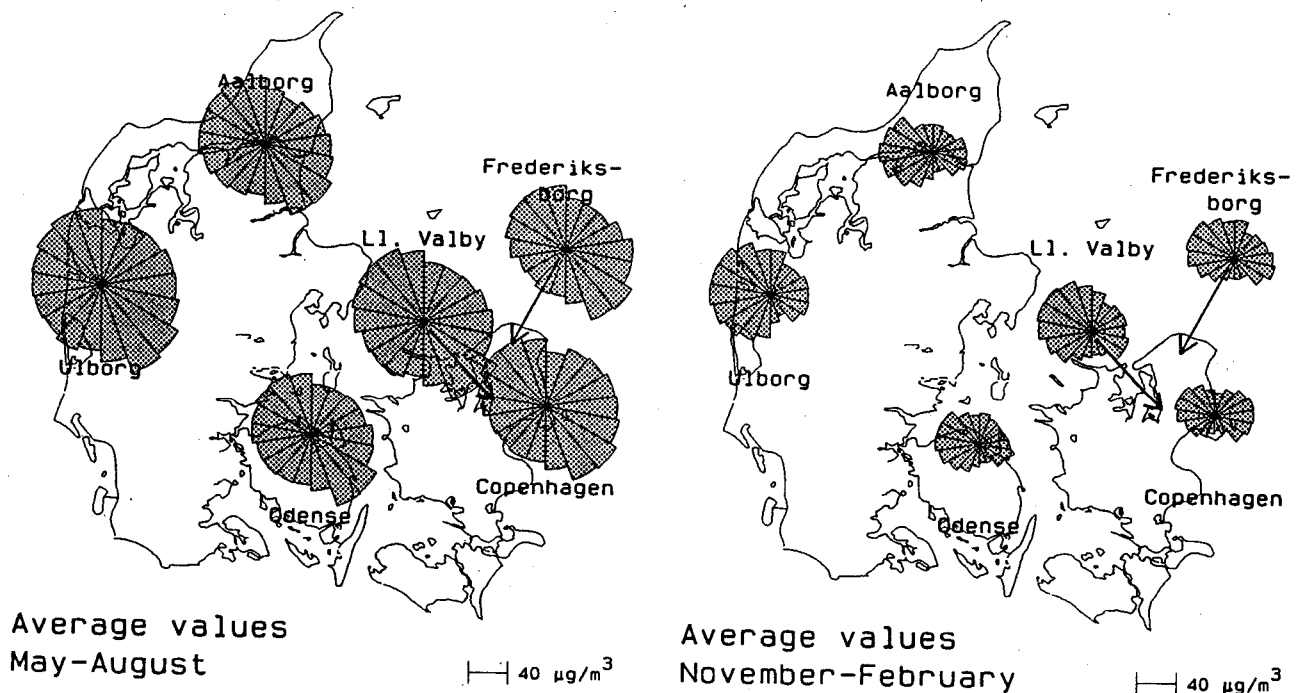 Aalborg
Frederiks-
borg
Ll. Valby
Ulborg
Odense
Copenhagen
Average values
May-August
40 µg/m³
Aalborg
Frederiks-
borg
Ll. Valby
Ulborg
Odense
Copenhagen
Average values
November-February
40 µg/m³